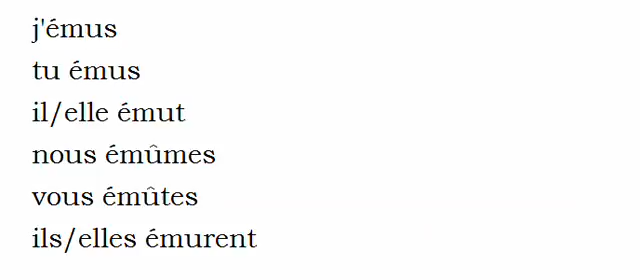 j'émus
tu émus
il/elle émut
nous émûmes
vous émûtes
ils/elles émurent